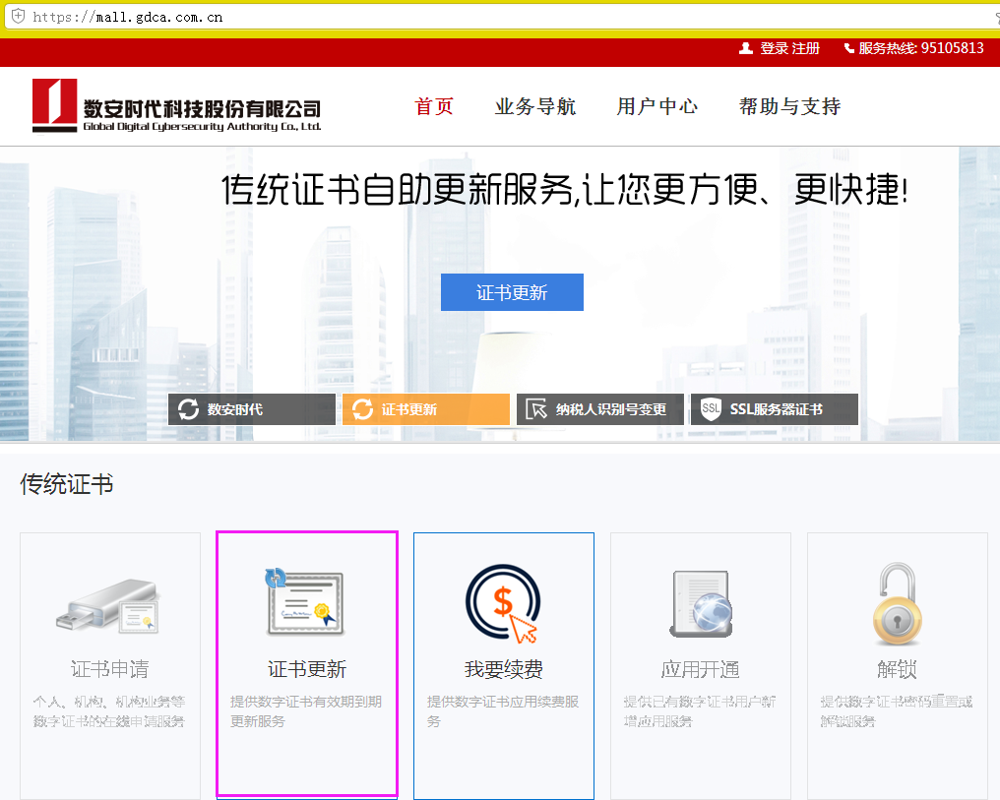 https://mall.gdca.com.cn
登录 注册 服务热线: 95105813
数安时代科技股份有限公司
Global Digital Cybersecurity Authority Co., Ltd.
首页 业务导航 用户中心 帮助与支持
传统证书自助更新服务,让您更方便、更快捷!
证书更新
数安时代 证书更新 纳税人识别号变更 SSL SSL服务器证书
传统证书
证书申请
个人、机构、机构业务等
数字证书的在线申请服务
证书更新
提供数字证书有效期到期
更新服务
$
我要续费
提供数字证书应用续费服
务
应用开通
提供已有数字证书用户新
增应用服务
解锁
提供数字证书密码重置或
解锁服务